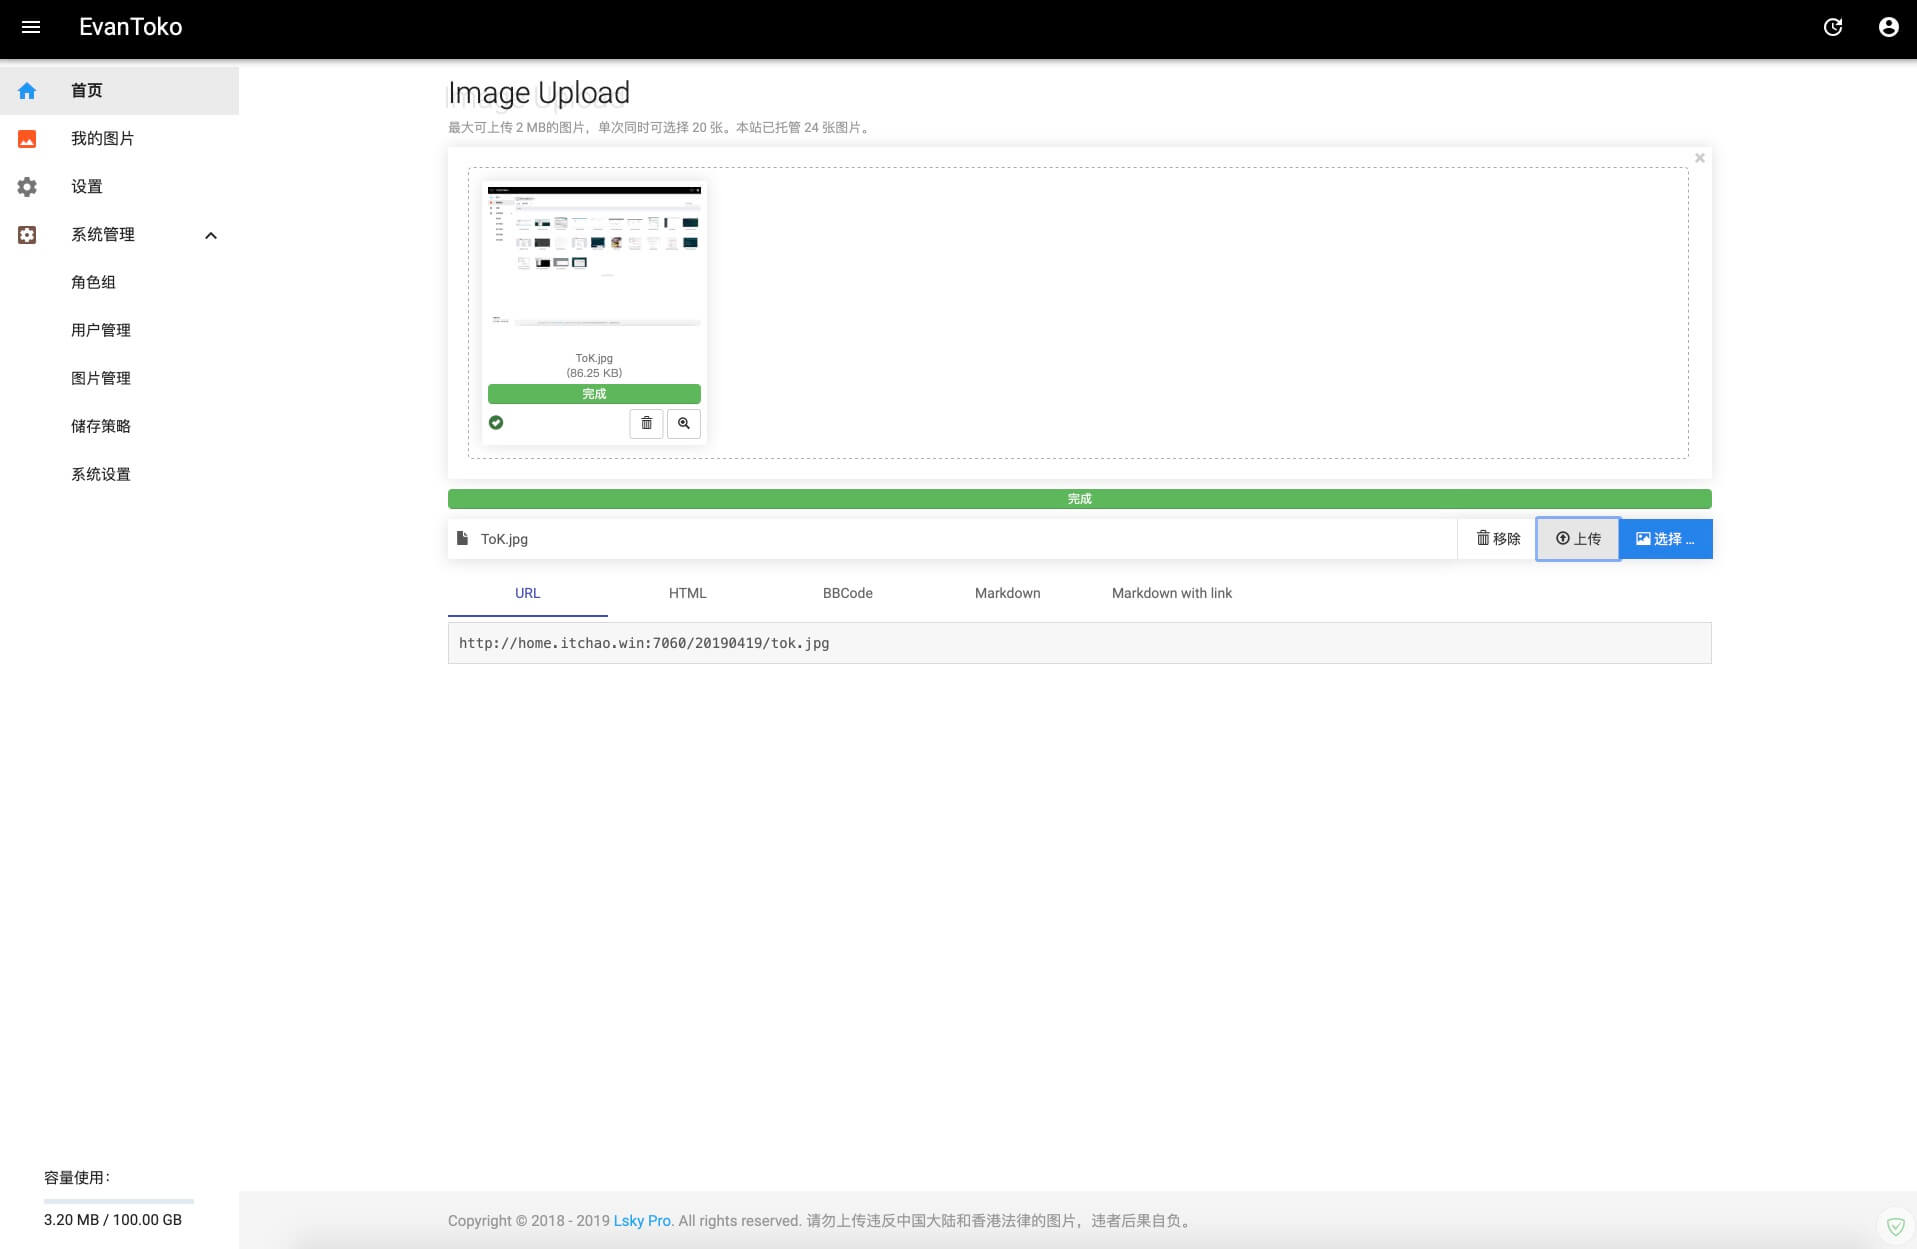 EvanToko
首页
我的图片
设置
系统管理
角色组
用户管理
图片管理
储存策略
系统设置
容量使用：
3.20 MB / 100.00 GB
Image Upload
最大可上传 2 MB的图片，单次同时可选择 20 张。本站已托管 24 张图片。
ToK.jpg
(86.25 KB)
完成
完成
ToK.jpg
移除
上传
选择 ...
URL
HTML
BBCode
Markdown
Markdown with link
http://home.itchao.win:7060/20190419/tok.jpg
Copyright © 2018 - 2019 Lsky Pro. All rights reserved. 请勿上传违反中国大陆和香港法律的图片，违者后果自负。